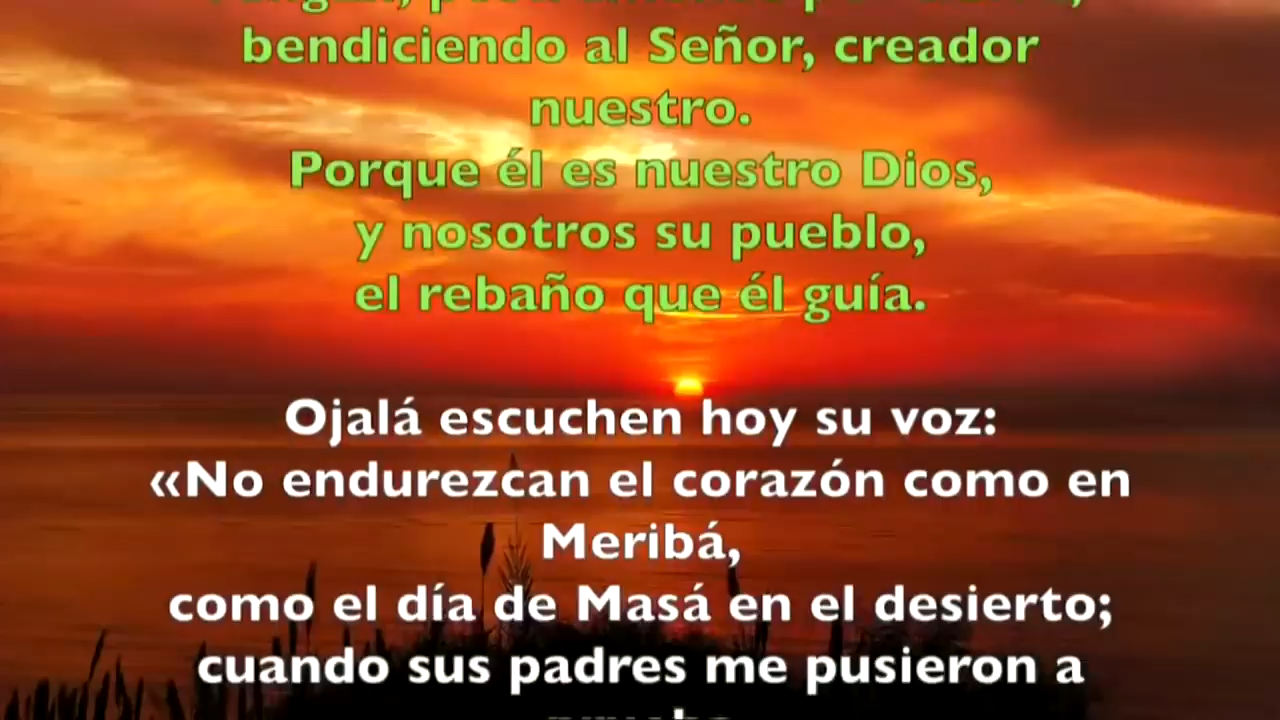 bendiciendo al Señor, creador
nuestro.
Porque él es nuestro Dios,
y nosotros su pueblo,
el rebaño que él guía.
Ojalá escuchen hoy su voz:
«No endurezcan el corazón como en
Meribá,
como el día de Masá en el desierto;
cuando sus padres me pusieron a